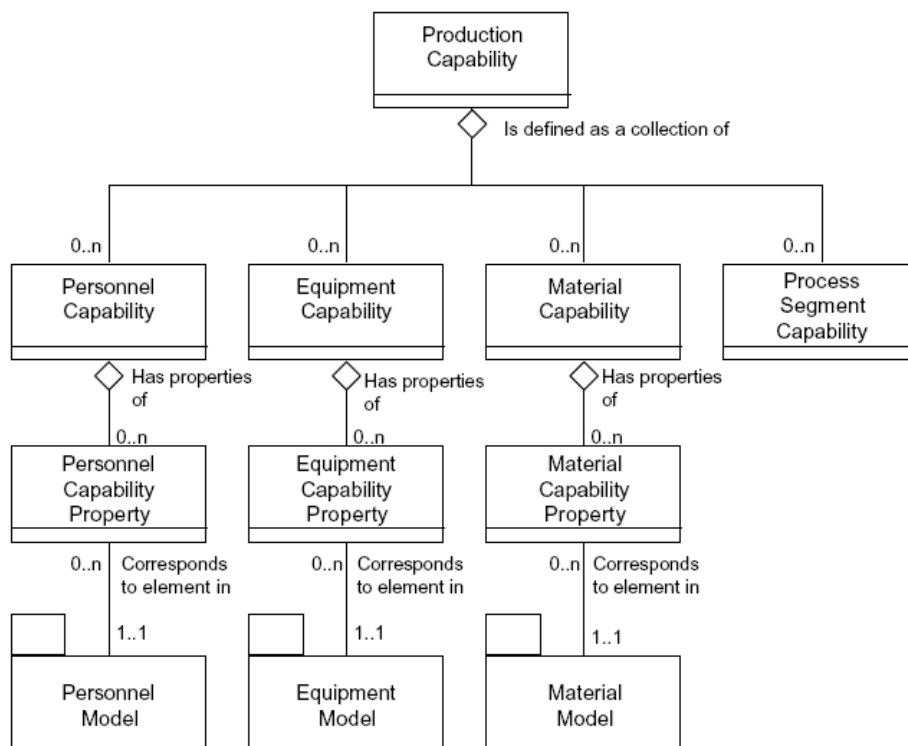 Production
Capability
Is defined as a collection of
0..n
0..n
0..n
0..n
Personnel
Capability
Equipment
Capability
Material
Capability
Process
Segment
Capability
Has properties
of
Has properties
of
Has properties
of
0..n
0..n
0..n
Personnel
Capability
Property
Equipment
Capability
Property
Material
Capability
Property
0..n
Corresponds
to element in
0..n
Corresponds
to element in
0..n
Corresponds
to element in
1..1
1..1
1..1
Personnel
Model
Equipment
Model
Material
Model